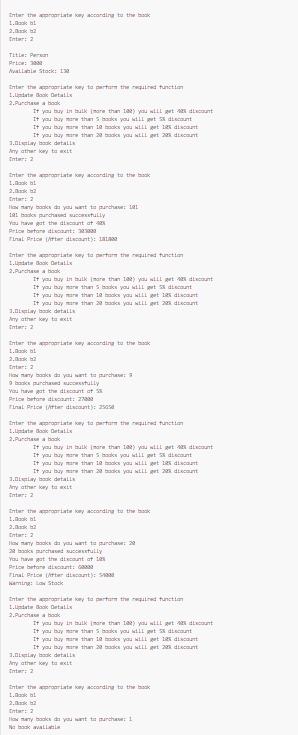 Enter the appropriate key according to the book
1.Book b1
2.Book b2
Enter: 2
Title: Person
Price: 3000
Available Stock: 130
Enter the appropriate key to perform the required function
1.Update Book Details
2.Purchase a book
If you buy in bulk (more than 100) you will get 40% discount
If you buy more than 5 books you will get 5% discount
If you buy more than 10 books you will get 10% discount
If you buy more than 20 books you will get 20% discount
3.Display book details
Any other key to exit
Enter: 2
Enter the appropriate key according to the book
1.Book b1
2.Book b2
Enter: 2
How many books do you want to purchase: 101
101 books purchased successfully
You have got the discount of 40%
Price before discount: 303000
Final Price (After discount): 181800
Enter the appropriate key to perform the required function
1.Update Book Details
2.Purchase a book
If you buy in bulk (more than 100) you will get 40% discount
If you buy more than 5 books you will get 5% discount
If you buy more than 10 books you will get 10% discount
If you buy more than 20 books you will get 20% discount
3.Display book details
Any other key to exit
Enter: 2
Enter the appropriate key according to the book
1.Book b1
2.Book b2
Enter: 2
How many books do you want to purchase: 9
9 books purchased successfully
You have got the discount of 5%
Price before discount: 27000
Final Price (After discount): 25650
Enter the appropriate key to perform the required function
1.Update Book Details
2.Purchase a book
If you buy in bulk (more than 100) you will get 40% discount
If you buy more than 5 books you will get 5% discount
If you buy more than 10 books you will get 10% discount
If you buy more than 20 books you will get 20% discount
3.Display book details
Any other key to exit
Enter: 2
Enter the appropriate key according to the book
1.Book b1
2.Book b2
Enter: 2
How many books do you want to purchase: 20
20 books purchased successfully
You have got the discount of 10%
Price before discount: 60000
Final Price (After discount): 54000
Warning: Low Stock
Enter the appropriate key to perform the required function
1.Update Book Details
2.Purchase a book
If you buy in bulk (more than 100) you will get 40% discount
If you buy more than 5 books you will get 5% discount
If you buy more than 10 books you will get 10% discount
If you buy more than 20 books you will get 20% discount
3.Display book details
Any other key to exit
Enter: 2
Enter the appropriate key according to the book
1.Book b1
2.Book b2
Enter: 2
How many books do you want to purchase: 1
No book available